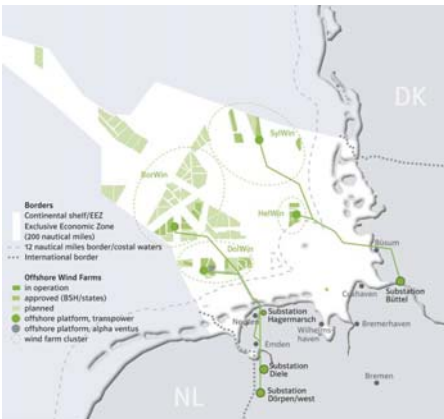 DK
SylWin
BorWin
HelWin
DolWin
Büsum
Substation
Büttel
Cuxhaven
Substation
Hagermarsch
Norden
Wilhelms-
haven
Bremerhaven
Emden
Substation
Diele
Bremen
Substation
Dörpen/west
NL
Borders
Continental shelf/EEZ
Exclusive Economic Zone
(200 nautical miles)
12 nautical miles border/costal waters
International border
Offshore Wind Farms
in operation
approved (BSH/states)
planned
offshore platform, transpower
offshore platform, alpha ventus
wind farm cluster